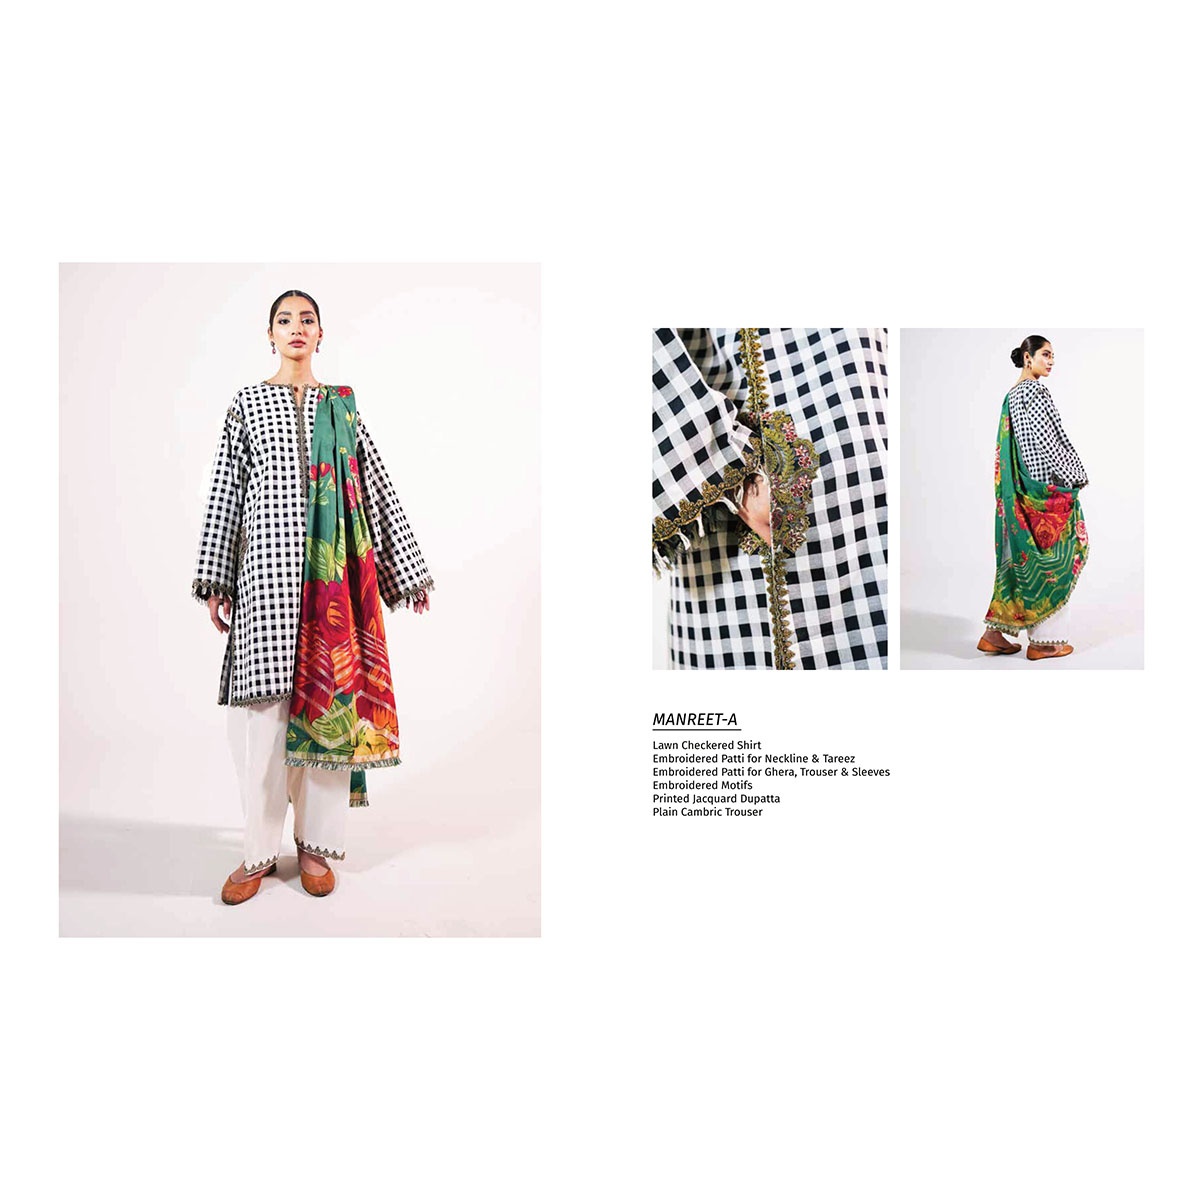 MANREET-A
Lawn Checkered Shirt
Embroidered Patti for Neckline & Tareez
Embroidered Patti for Ghera, Trouser & Sleeves
Embroidered Motifs
Printed Jacquard Dupatta
Plain Cambric Trouser